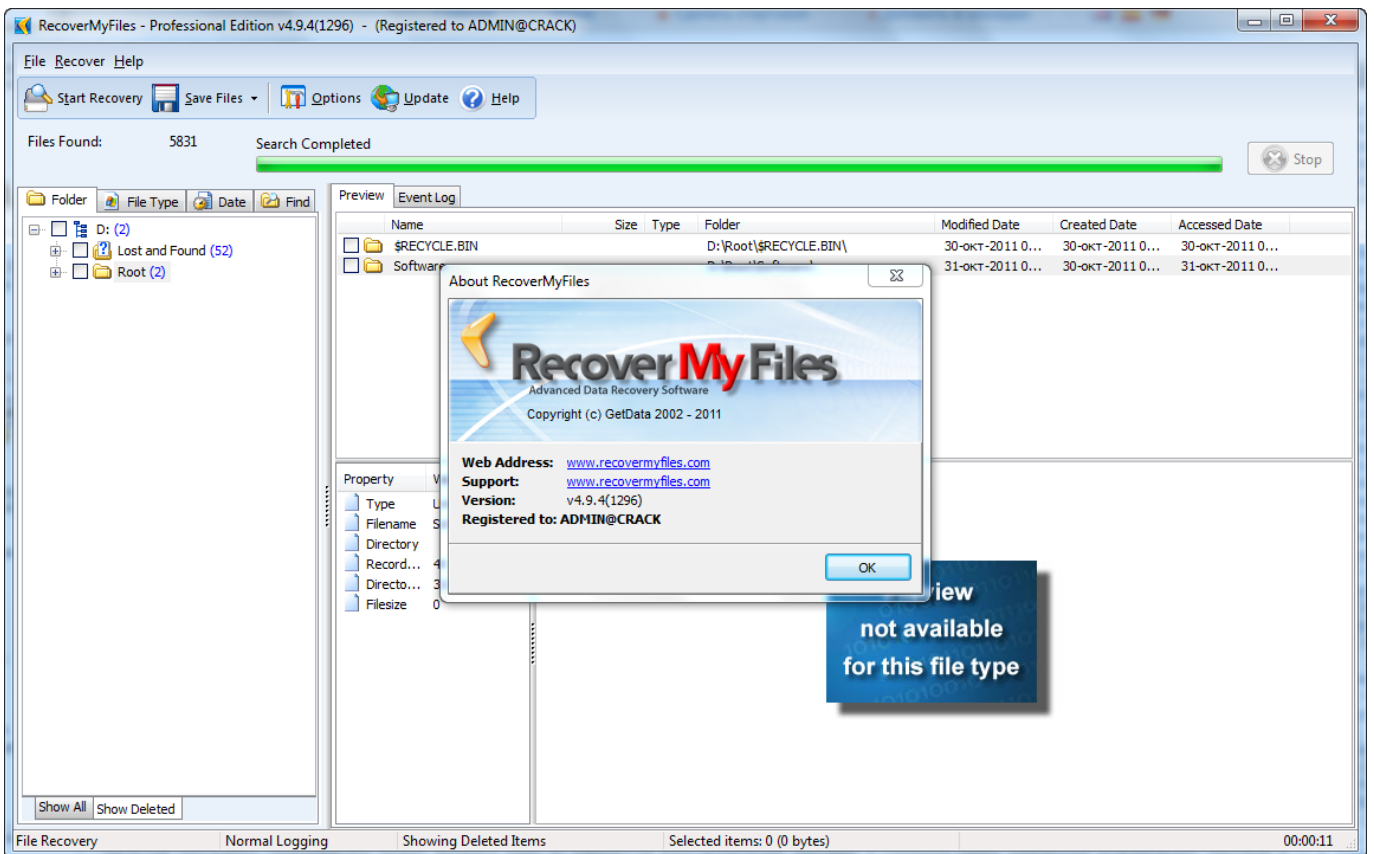 RecoverMyFiles - Professional Edition v4.9.4(1296) - (Registered to ADMIN@CRACK)
File Recover Help
Start Recovery Save Files Options Update Help
Files Found: 5831 Search Completed
Stop
Folder File Type Date Find
Preview Event Log
D: (2)
Lost and Found (52)
Root (2)
Name Size Type Folder Modified Date Created Date Accessed Date
$RECYCLE.BIN D:\Root\$RECYCLE.BIN\ 30-окт-2011 0... 30-окт-2011 0... 30-окт-2011 0...
Software 31-окт-2011 0... 30-окт-2011 0... 31-окт-2011 0...
About RecoverMyFiles
Recover My Files
Advanced Data Recovery Software
Copyright (c) GetData 2002 - 2011
Web Address: www.recovermyfiles.com
Support: www.recovermyfiles.com
Version: v4.9.4(1296)
Registered to: ADMIN@CRACK
OK
Property
Type
Filename
Directory
Record... 4
Directo... 3
Filesize 0
not available
for this file type
Show All Show Deleted
File Recovery Normal Logging Showing Deleted Items Selected items: 0 (0 bytes) 00:00:11